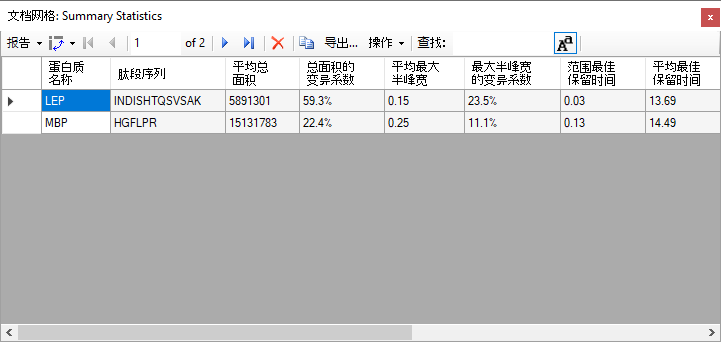 文档网格: Summary Statistics
报告 1 of 2 导出... 操作 查找: Aa
蛋白质名称 肽段序列 平均总面积 总面积的变异系数 平均最大半峰宽 最大半峰宽的变异系数 范围最佳保留时间 平均最佳保留时间
LEP INDISHTQSVSAK 5891301 59.3% 0.15 23.5% 0.03 13.69
MBP HGFLPR 15131783 22.4% 0.25 11.1% 0.13 14.49